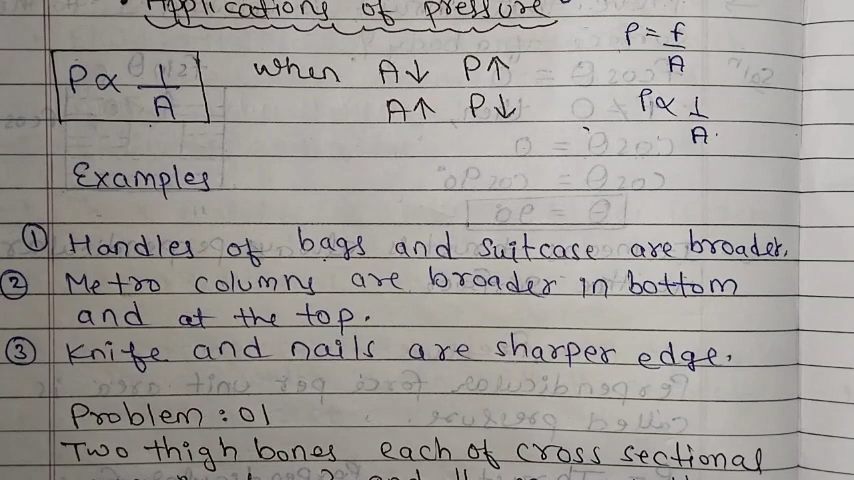 Applications of pressure
P = f/A
P ∝ 1/A when A↓ P↑
A↑ P↓ P ∝ 1/A.
Examples
① Handles of bags and suitcase are broader.
② Metro columns are broader in bottom
and at the top.
③ Knife and nails are sharper edge.
Problem : 01
Two thigh bones each of cross sectional